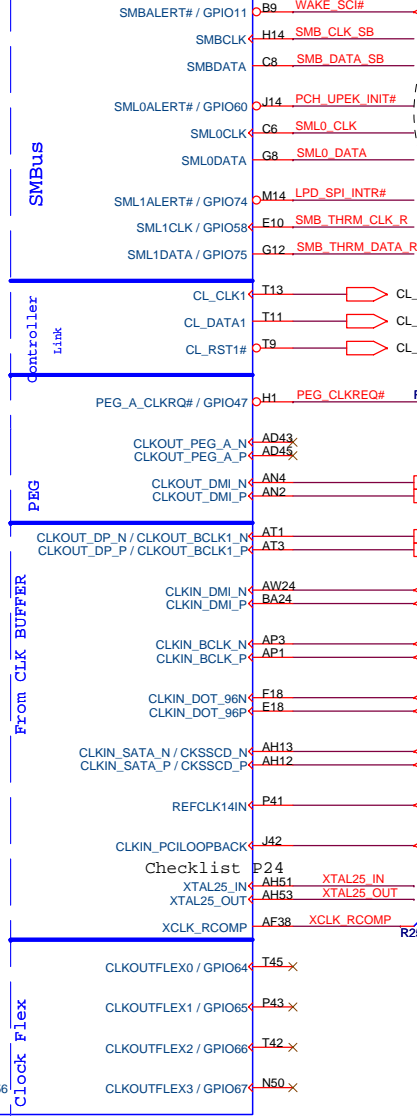 SMBALERT# / GPIO11 B9 WAKE_SCI#
SMBCLK H14 SMB_CLK_SB
SMBDATA C8 SMB_DATA_SB
SML0ALERT# / GPIO60 J14 PCH_UPEK_INIT#
SML0CLK C6 SML0_CLK
SML0DATA G8 SML0_DATA
SML1ALERT# / GPIO74 M14 LPD_SPI_INTR#
SML1CLK / GPIO58 E10 SMB_THRM_CLK_R
SML1DATA / GPIO75 G12 SMB_THRM_DATA_R
SMBus
CL_CLK1 T13 CL_
CL_DATA1 T11 CL_
CL_RST1# T9 CL_
Controller
Link
PEG_A_CLKRQ# / GPIO47 H1 PEG_CLKREQ#
CLKOUT_PEG_A_N AD43
CLKOUT_PEG_A_P AD45
CLKOUT_DMI_N AN4
CLKOUT_DMI_P AN2
PEG
CLKOUT_DP_N / CLKOUT_BCLK1_N AT1
CLKOUT_DP_P / CLKOUT_BCLK1_P AT3
CLKIN_DMI_N AW24
CLKIN_DMI_P BA24
CLKIN_BCLK_N AP3
CLKIN_BCLK_P AP1
CLKIN_DOT_96N F18
CLKIN_DOT_96P E18
CLKIN_SATA_N / CKSSCD_N AH13
CLKIN_SATA_P / CKSSCD_P AH12
REFCLK14IN P41
CLKIN_PCILOOPBACK J42
Checklist P24
XTAL25_IN AH51 XTAL25_IN
XTAL25_OUT AH53 XTAL25_OUT
XCLK_RCOMP AF38 XCLK_RCOMP
From CLK BUFFER
CLKOUTFLEX0 / GPIO64 T45
CLKOUTFLEX1 / GPIO65 P43
CLKOUTFLEX2 / GPIO66 T42
CLKOUTFLEX3 / GPIO67 N50
Clock Flex